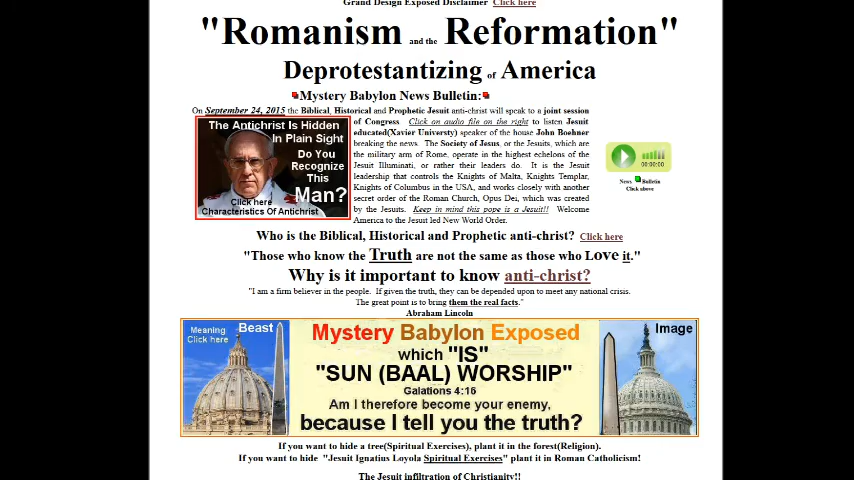 Grand Design Exposed Disclaimer Click here
"Romanism and the Reformation"
Deprotestantizing of America
Mystery Babylon News Bulletin:
On September 24, 2015 the Biblical, Historical and Prophetic Jesuit anti-christ will speak to a joint session
of Congress Click on audio file on the right to listen Jesuit
educated(Xavier Universty) speaker of the house John Boehner
breaking the news. The Society of Jesus, or the Jesuits, which are
the military arm of Rome, operate in the highest echelons of the
Jesuit Illuminati, or rather their leaders do. It is the Jesuit
leadership that controls the Knights of Malta, Knights Templar,
Knights of Columbus in the USA, and works closely with another
secret order of the Roman Church, Opus Dei, which was created
by the Jesuits. Keep in mind this pope is a Jesuit!! Welcome
America to the Jesuit led New World Order.
The Antichrist Is Hidden
In Plain Sight
Do You
Recognize
This
Man?
Click here
Characteristics Of Antichrist
00:00:00
News Bulletin
Click above
Who is the Biblical, Historical and Prophetic anti-christ? Click here
"Those who know the Truth are not the same as those who Love it."
Why is it important to know anti-christ?
"I am a firm believer in the people. If given the truth, they can be depended upon to meet any national crisis.
The great point is to bring them the real facts."
Abraham Lincoln
Meaning
Click here
Beast
Mystery Babylon Exposed
which "IS"
"SUN (BAAL) WORSHIP"
Galations 4:16
Am I therefore become your enemy,
because I tell you the truth?
Image
If you want to hide a tree(Spiritual Exercises), plant it in the forest(Religion).
If you want to hide "Jesuit Ignatius Loyola Spiritual Exercises" plant it in Roman Catholicism!
The Jesuit infiltration of Christianity!!